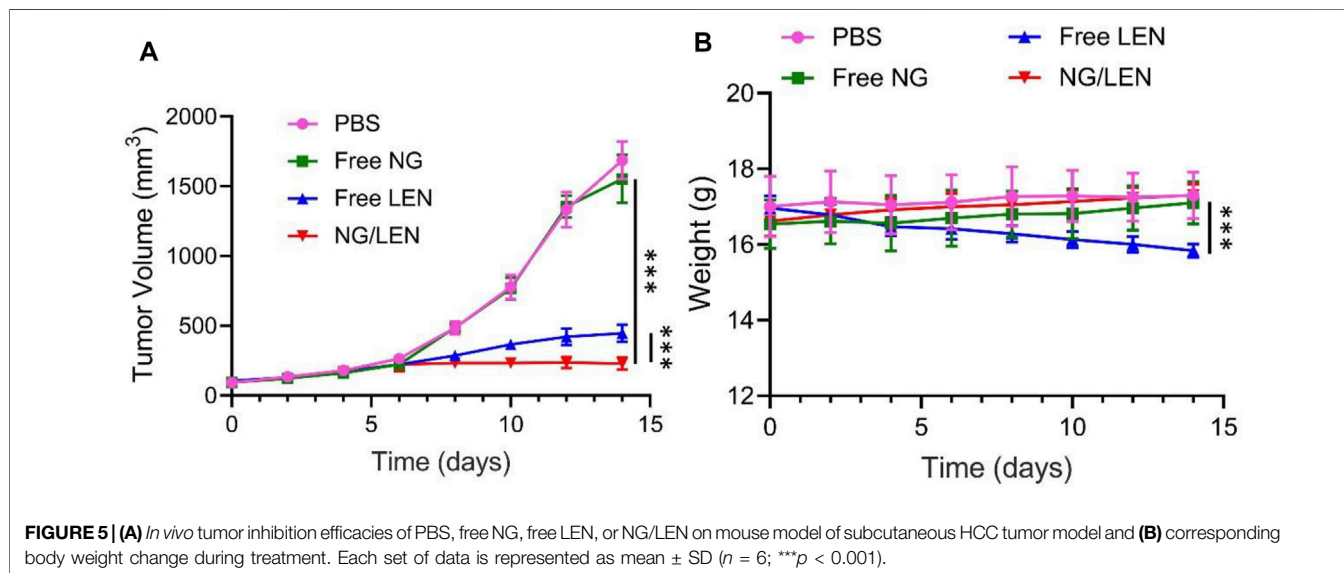 A
PBS
Free NG
Free LEN
NG/LEN
2000
1500
1000
500
0
Tumor Volume (mm³)
***
***
0 5 10 15
Time (days)
B
PBS Free LEN
Free NG NG/LEN
20
18
16
14
12
Weight (g)
***
0 5 10 15
Time (days)
FIGURE 5 | (A) In vivo tumor inhibition efficacies of PBS, free NG, free LEN, or NG/LEN on mouse model of subcutaneous HCC tumor model and (B) corresponding
body weight change during treatment. Each set of data is represented as mean ± SD (n = 6; ***p < 0.001).